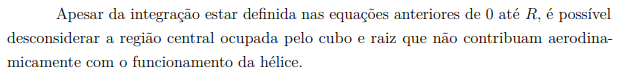 Apesar da integração estar definida nas equações anteriores de 0 até R, é possível
desconsiderar a região central ocupada pelo cubo e raiz que não contribuam aerodina-
micamente com o funcionamento da hélice.